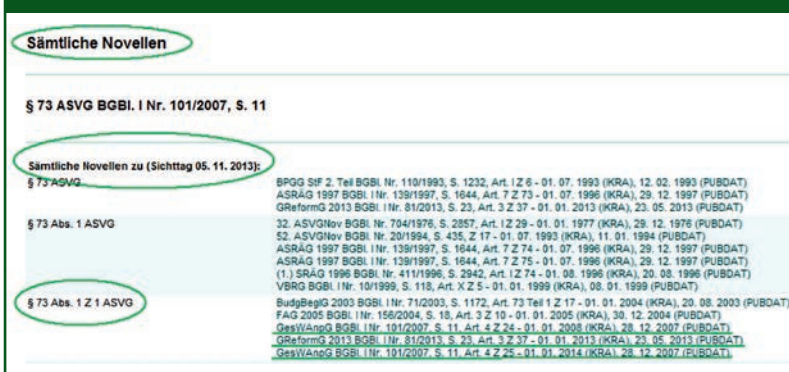 Sämtliche Novellen
§ 73 ASVG BGBl. I Nr. 101/2007, S. 11
Sämtliche Novellen zu (Sichttag 05. 11. 2013):
§ 73 ASVG
BPGG StF 2. Teil BGBl. Nr. 110/1993, S. 1232, Art. I Z 6 - 01. 07. 1993 (IKRA), 12. 02. 1993 (PUBDAT)
ASRÄG 1997 BGBl. I Nr. 139/1997, S. 1644, Art. 7 Z 73 - 01. 07. 1996 (IKRA), 29. 12. 1997 (PUBDAT)
GReformG 2013 BGBl. I Nr. 81/2013, S. 23, Art. 3 Z 37 - 01. 01. 2013 (IKRA), 23. 05. 2013 (PUBDAT)
§ 73 Abs. 1 ASVG
32. ASVGNov BGBl. Nr. 704/1976, S. 2857, Art. I Z 29 - 01. 01. 1977 (IKRA), 29. 12. 1976 (PUBDAT)
52. ASVGNov BGBl. Nr. 20/1994, S. 435, Z 17 - 01. 07. 1993 (IKRA), 11. 01. 1994 (PUBDAT)
ASRÄG 1997 BGBl. I Nr. 139/1997, S. 1644, Art. 7 Z 74 - 01. 07. 1996 (IKRA), 29. 12. 1997 (PUBDAT)
ASRÄG 1997 BGBl. I Nr. 139/1997, S. 1644, Art. 7 Z 75 - 01. 07. 1996 (IKRA), 29. 12. 1997 (PUBDAT)
(1.) SRÄG 1996 BGBl. Nr. 411/1996, S. 2942, Art. I Z 74 - 01. 08. 1996 (IKRA), 20. 08. 1996 (PUBDAT)
VBRG BGBl. I Nr. 10/1999, S. 118, Art. X Z 5 - 01. 01. 1999 (IKRA), 08. 01. 1999 (PUBDAT)
§ 73 Abs. 1 Z 1 ASVG
BudgBeglG 2003 BGBl. I Nr. 71/2003, S. 1172, Art. 73 Teil 1 Z 17 - 01. 01. 2004 (IKRA), 20. 08. 2003 (PUBDAT)
FAG 2005 BGBl. I Nr. 156/2004, S. 18, Art. 3 Z 10 - 01. 01. 2005 (IKRA), 30. 12. 2004 (PUBDAT)
GesWAnpG BGBl. I Nr. 101/2007, S. 11, Art. 4 Z 24 - 01. 01. 2008 (IKRA), 28. 12. 2007 (PUBDAT)
GReformG 2013 BGBl. I Nr. 81/2013, S. 23, Art. 3 Z 37 - 01. 01. 2013 (IKRA), 23. 05. 2013 (PUBDAT)
GesWAnpG BGBl. I Nr. 101/2007, S. 11, Art. 4 Z 25 - 01. 01. 2014 (IKRA), 28. 12. 2007 (PUBDAT)